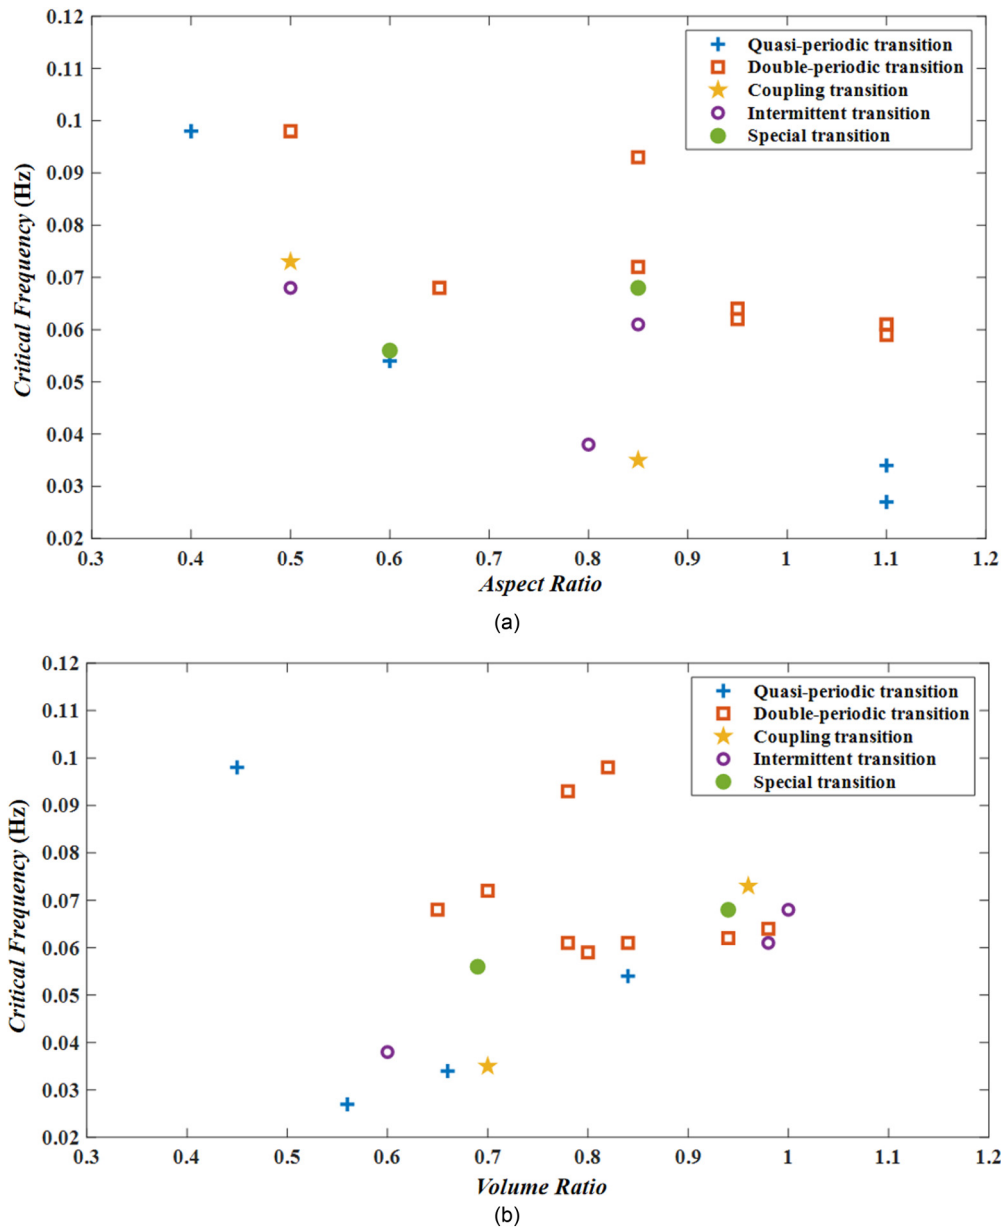 0.12
0.11
0.1
0.09
0.08
0.07
0.06
0.05
0.04
0.03
0.02
Critical Frequency (Hz)
Quasi-periodic transition
Double-periodic transition
Coupling transition
Intermittent transition
Special transition
0.3 0.4 0.5 0.6 0.7 0.8 0.9 1 1.1 1.2
Aspect Ratio
(a)
0.12
0.11
0.1
0.09
0.08
0.07
0.06
0.05
0.04
0.03
0.02
Critical Frequency (Hz)
Quasi-periodic transition
Double-periodic transition
Coupling transition
Intermittent transition
Special transition
0.3 0.4 0.5 0.6 0.7 0.8 0.9 1 1.1 1.2
Volume Ratio
(b)